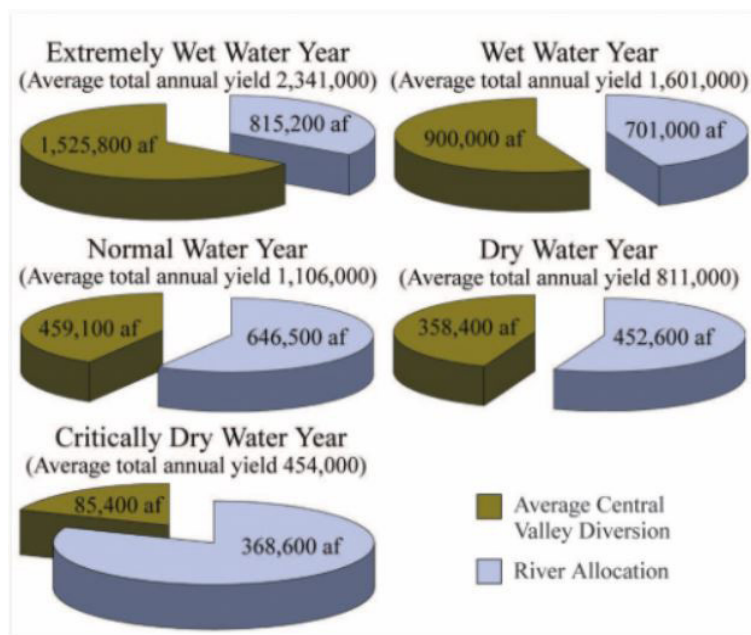 Extremely Wet Water Year
(Average total annual yield 2,341,000)
1,525,800 af
815,200 af
Wet Water Year
(Average total annual yield 1,601,000)
900,000 af
701,000 af
Normal Water Year
(Average total annual yield 1,106,000)
459,100 af
646,500 af
Dry Water Year
(Average total annual yield 811,000)
358,400 af
452,600 af
Critically Dry Water Year
(Average total annual yield 454,000)
85,400 af
368,600 af
Average Central
Valley Diversion
River Allocation